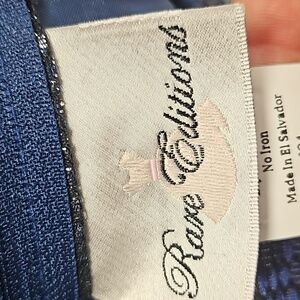 Rare Editions
No Iron
Made In El Salvador